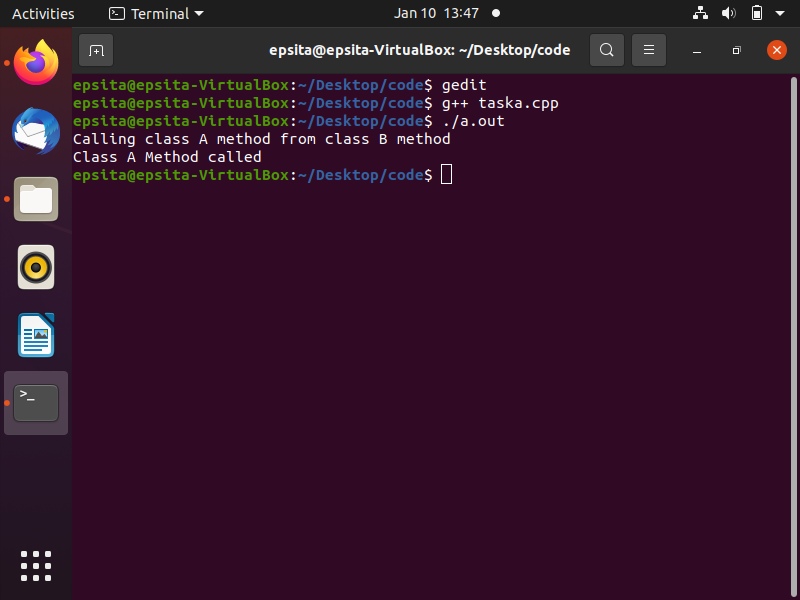 Activities Terminal Jan 10 13:47
epsita@epsita-VirtualBox: ~/Desktop/code
epsita@epsita-VirtualBox:~/Desktop/code$ gedit
epsita@epsita-VirtualBox:~/Desktop/code$ g++ taska.cpp
epsita@epsita-VirtualBox:~/Desktop/code$ ./a.out
Calling class A method from class B method
Class A Method called
epsita@epsita-VirtualBox:~/Desktop/code$
>_